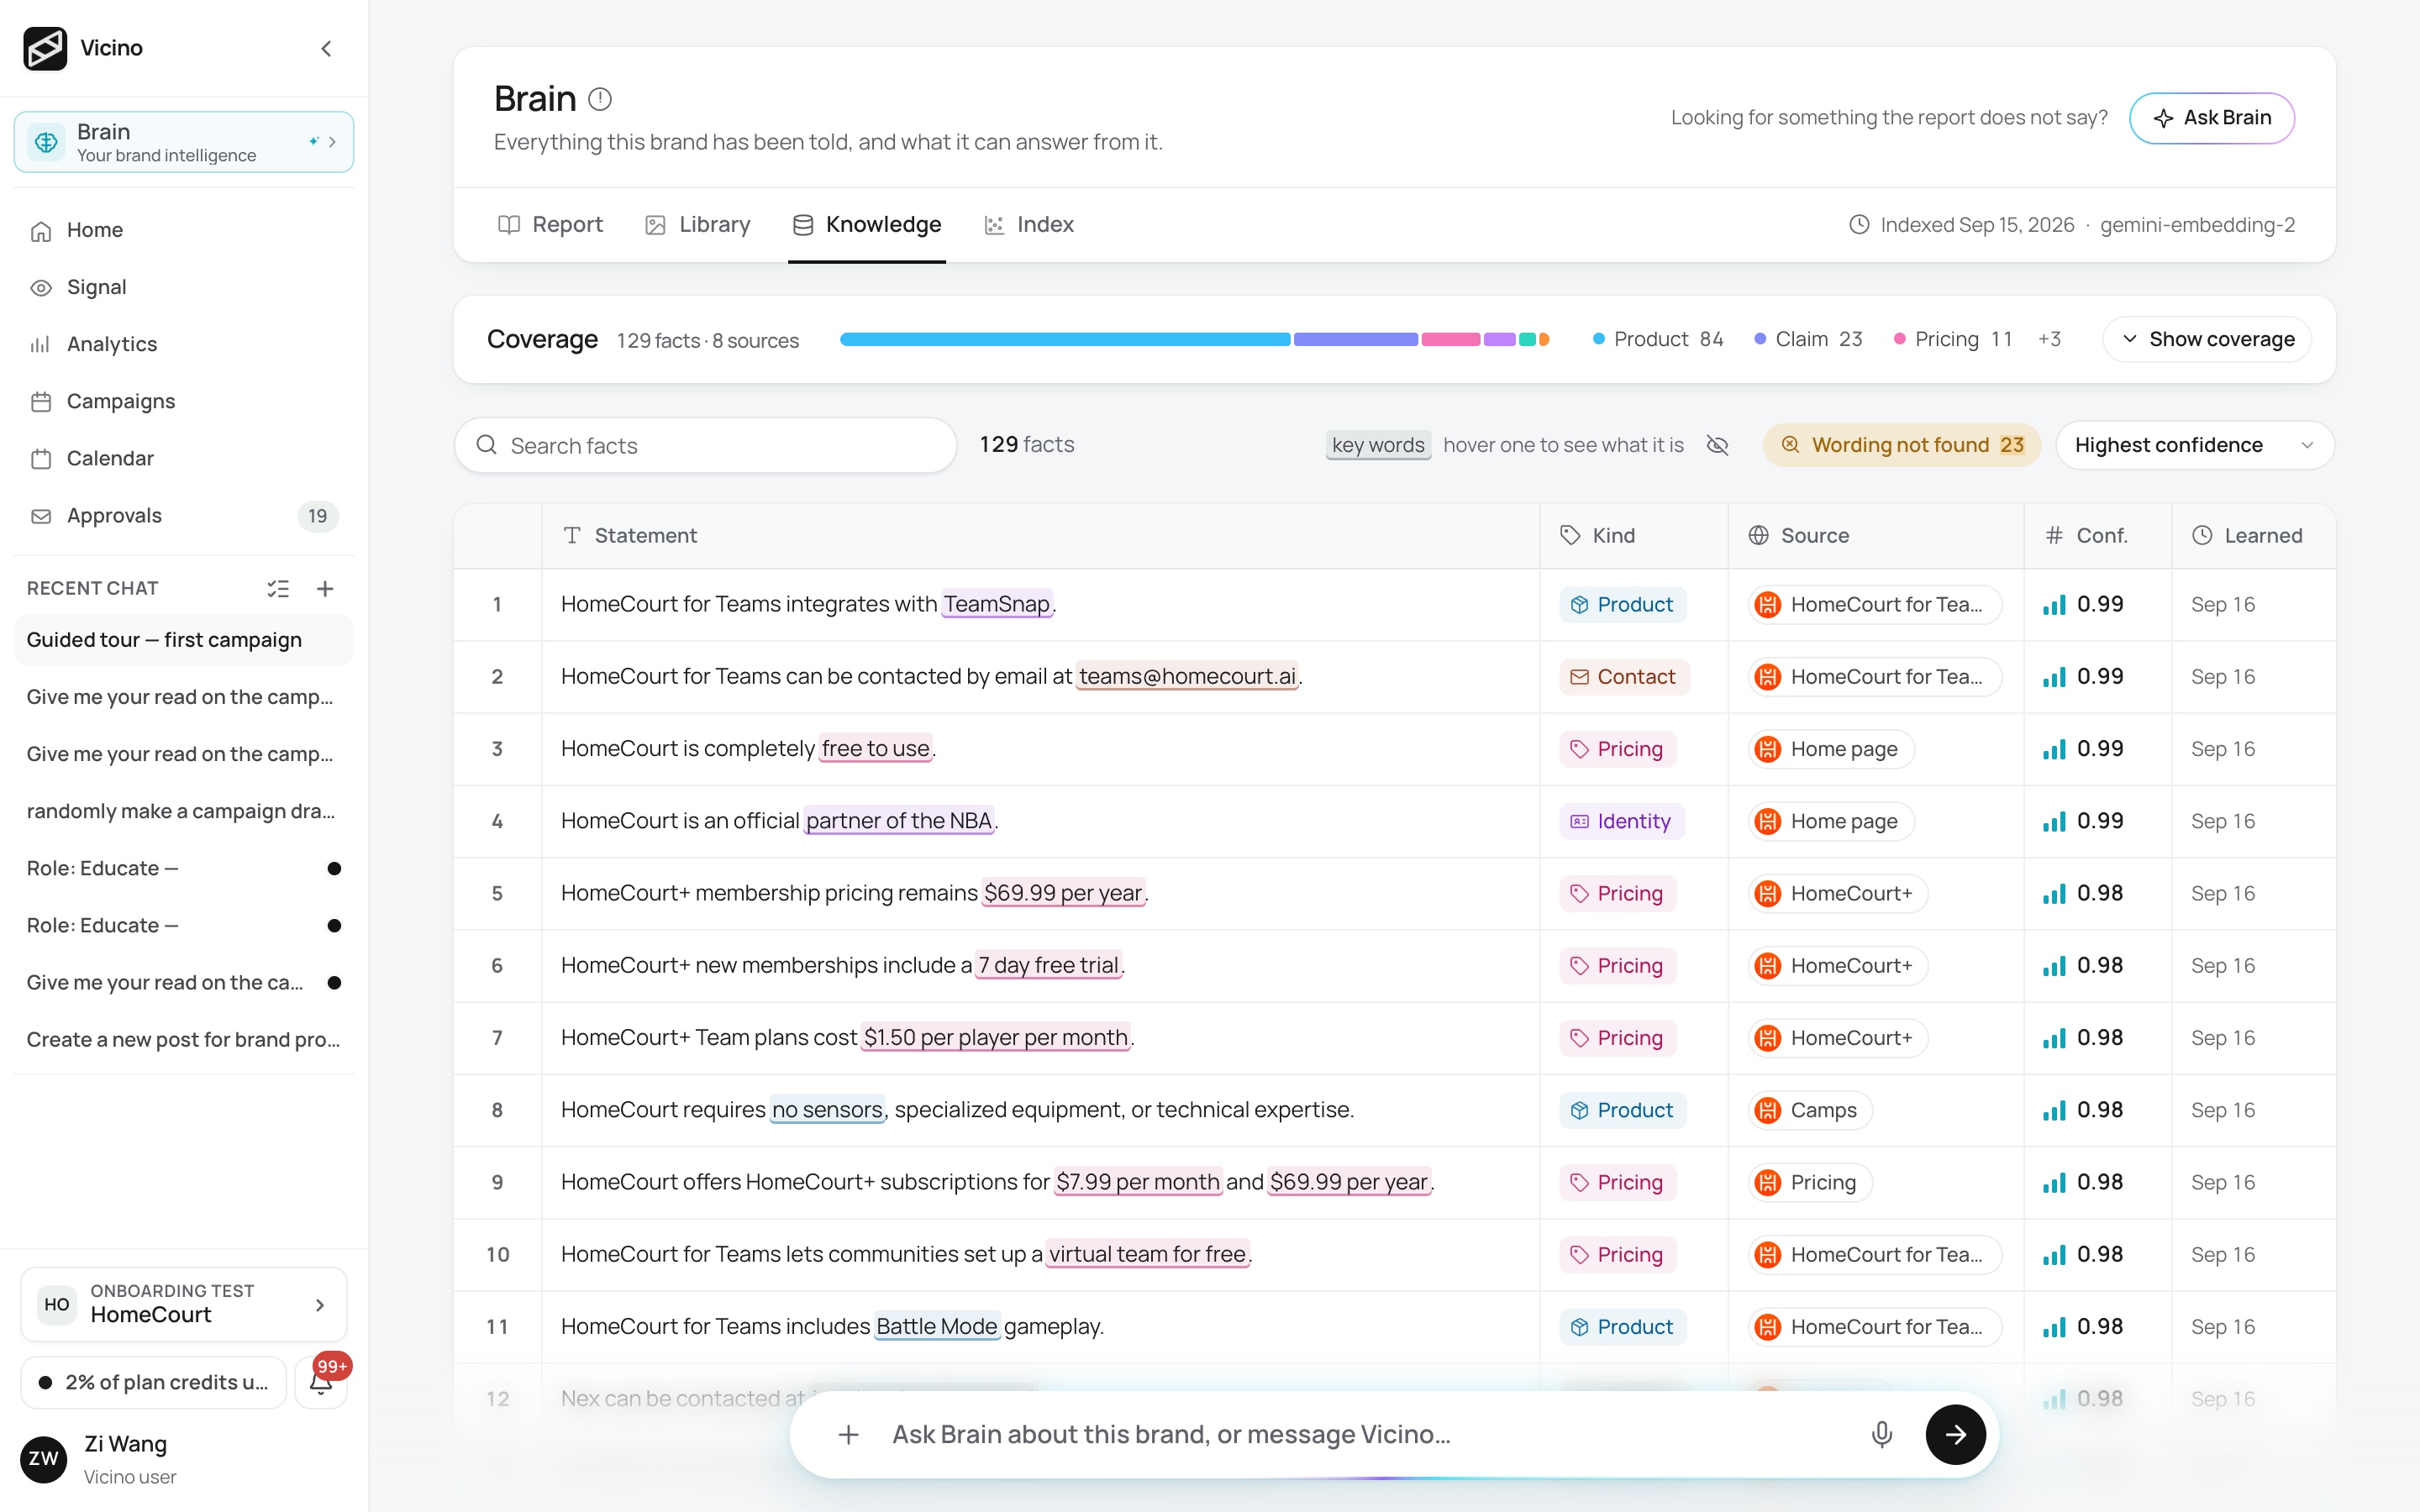 Vicino
Brain
Your brand intelligence
Home
Signal
Analytics
Campaigns
Calendar
Approvals 19
RECENT CHAT
Guided tour – first campaign
Give me your read on the camp...
Give me your read on the camp...
randomly make a campaign dra...
Role: Educate –
Role: Educate –
Give me your read on the ca...
Create a new post for brand pro...
HO
ONBOARDING TEST
HomeCourt
2% of plan credits u...
99+
ZW
Zi Wang
Vicino user
Brain
Everything this brand has been told, and what it can answer from it.
Looking for something the report does not say? Ask Brain
Report Library Knowledge Index
Indexed Sep 15, 2026 · gemini-embedding-2
Coverage 129 facts · 8 sources Product 84 Claim 23 Pricing 11 +3 Show coverage
Search facts 129 facts key words hover one to see what it is Wording not found 23 Highest confidence
Statement Kind Source # Conf. Learned
1 HomeCourt for Teams integrates with TeamSnap. Product HomeCourt for Tea... 0.99 Sep 16
2 HomeCourt for Teams can be contacted by email at teams@homecourt.ai. Contact HomeCourt for Tea... 0.99 Sep 16
3 HomeCourt is completely free to use. Pricing Home page 0.99 Sep 16
4 HomeCourt is an official partner of the NBA. Identity Home page 0.99 Sep 16
5 HomeCourt+ membership pricing remains $69.99 per year. Pricing HomeCourt+ 0.98 Sep 16
6 HomeCourt+ new memberships include a 7 day free trial. Pricing HomeCourt+ 0.98 Sep 16
7 HomeCourt+ Team plans cost $1.50 per player per month. Pricing HomeCourt+ 0.98 Sep 16
8 HomeCourt requires no sensors, specialized equipment, or technical expertise. Product Camps 0.98 Sep 16
9 HomeCourt offers HomeCourt+ subscriptions for $7.99 per month and $69.99 per year. Pricing Pricing 0.98 Sep 16
10 HomeCourt for Teams lets communities set up a virtual team for free. Pricing HomeCourt for Tea... 0.98 Sep 16
11 HomeCourt for Teams includes Battle Mode gameplay. Product HomeCourt for Tea... 0.98 Sep 16
12 Nex can be contacted at 0.98 Sep 16
Ask Brain about this brand, or message Vicino...